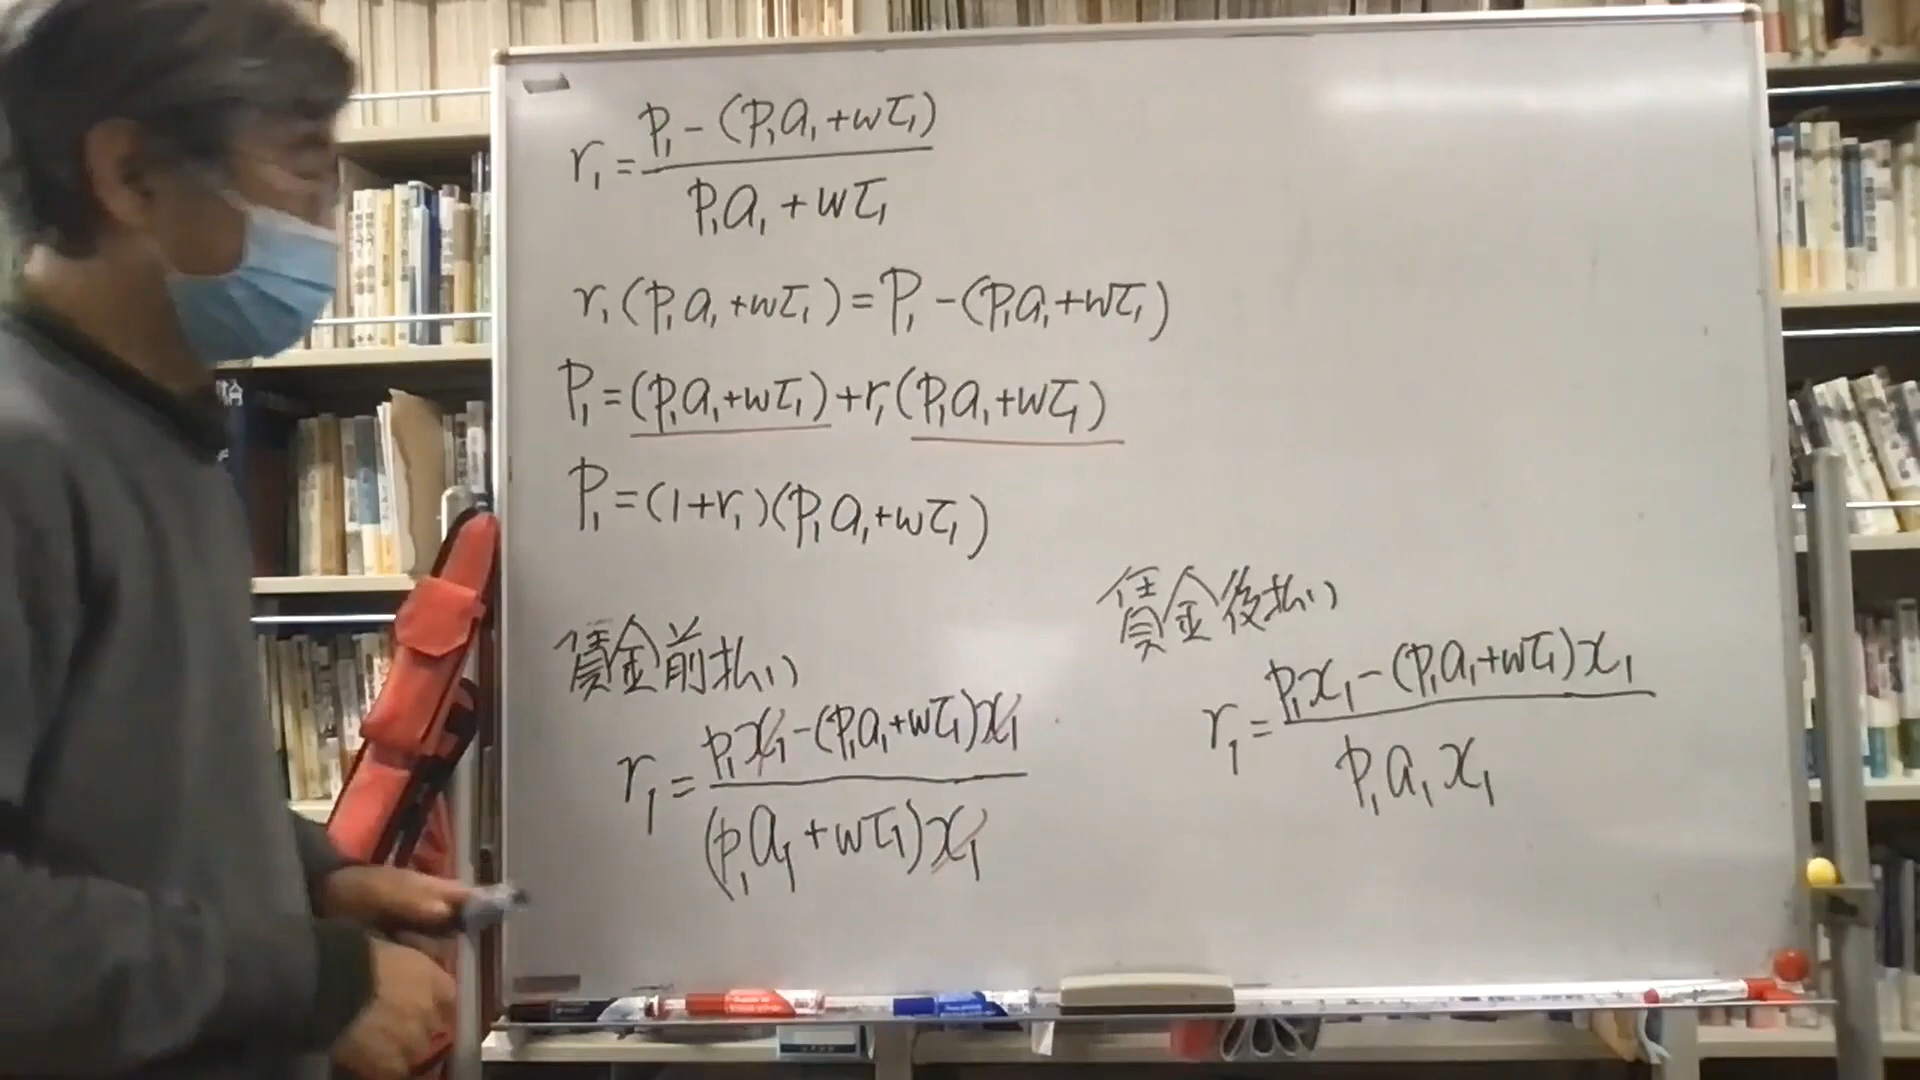 r₁ = (p₁ - (p₁a₁ + wτ₁)) / (p₁a₁ + wτ₁)
r₁(p₁a₁ + wτ₁) = p₁ - (p₁a₁ + wτ₁)
p₁ = (p₁a₁ + wτ₁) + r₁(p₁a₁ + wτ₁)
p₁ = (1 + r₁)(p₁a₁ + wτ₁)
賃金前払い
r₁ = (p₁x₁ - (p₁a₁ + wτ₁)x₁) / ((p₁a₁ + wτ₁)x₁)
賃金後払い
r₁ = (p₁x₁ - (p₁a₁ + wτ₁)x₁) / (p₁a₁x₁)